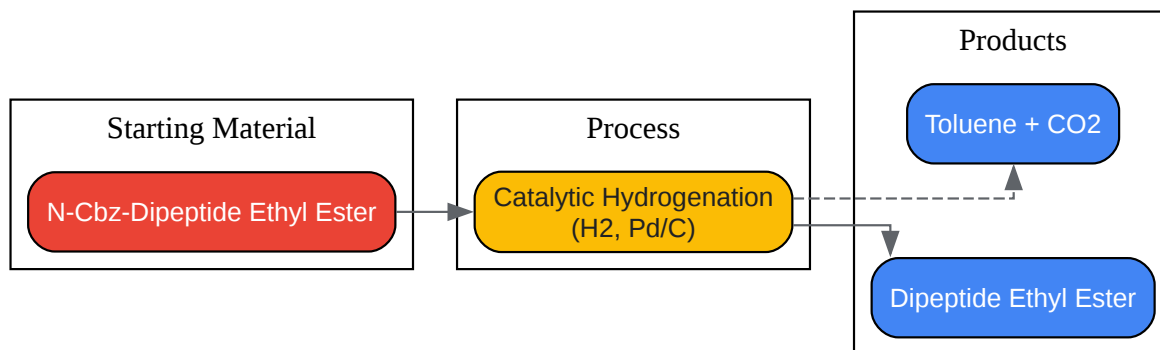 Starting Material
N-Cbz-Dipeptide Ethyl Ester
Process
Catalytic Hydrogenation
(H2, Pd/C)
Products
Toluene + CO2
Dipeptide Ethyl Ester